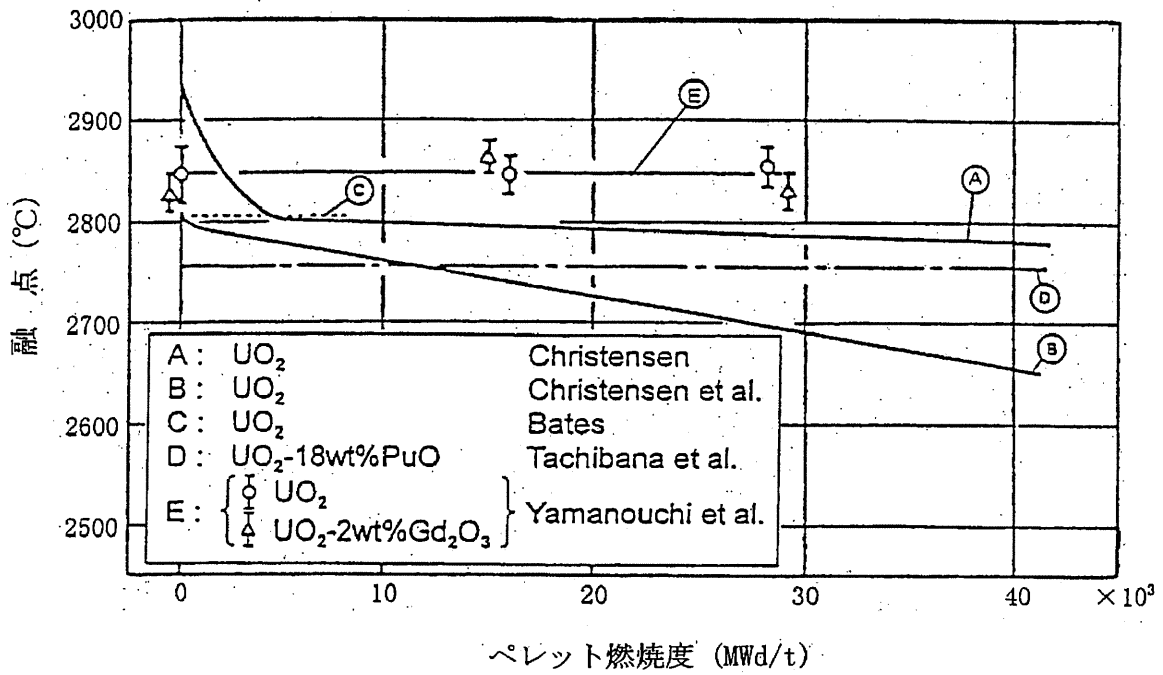 3000
2900
2800
2700
2600
2500
融 点 (℃)
E
C
A
D
B
A : UO₂ Christensen
B : UO₂ Christensen et al.
C : UO₂ Bates
D : UO₂-18wt%PuO Tachibana et al.
E : UO₂ Yamanouchi et al.
UO₂-2wt%Gd₂O₃
0 10 20 30 40 ×10³
ペレット燃焼度 (MWd/t)